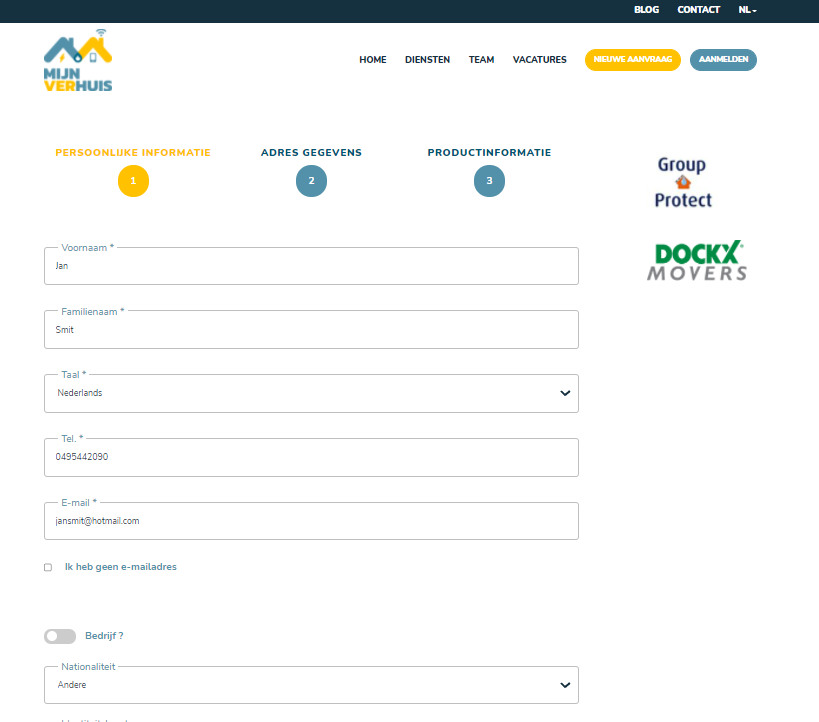 BLOG CONTACT NL
MIJN
VERHUIS
HOME DIENSTEN TEAM VACATURES NIEUWE AANVRAAG AANMELDEN
PERSOONLIJKE INFORMATIE ADRES GEGEVENS PRODUCTINFORMATIE
1 2 3
Group
Protect
DOCKX
MOVERS
Voornaam *
Jan
Familienaam *
Smit
Taal *
Nederlands
Tel. *
0495442090
E-mail *
jansmit@hotmail.com
Ik heb geen e-mailadres
Bedrijf ?
Nationaliteit
Andere